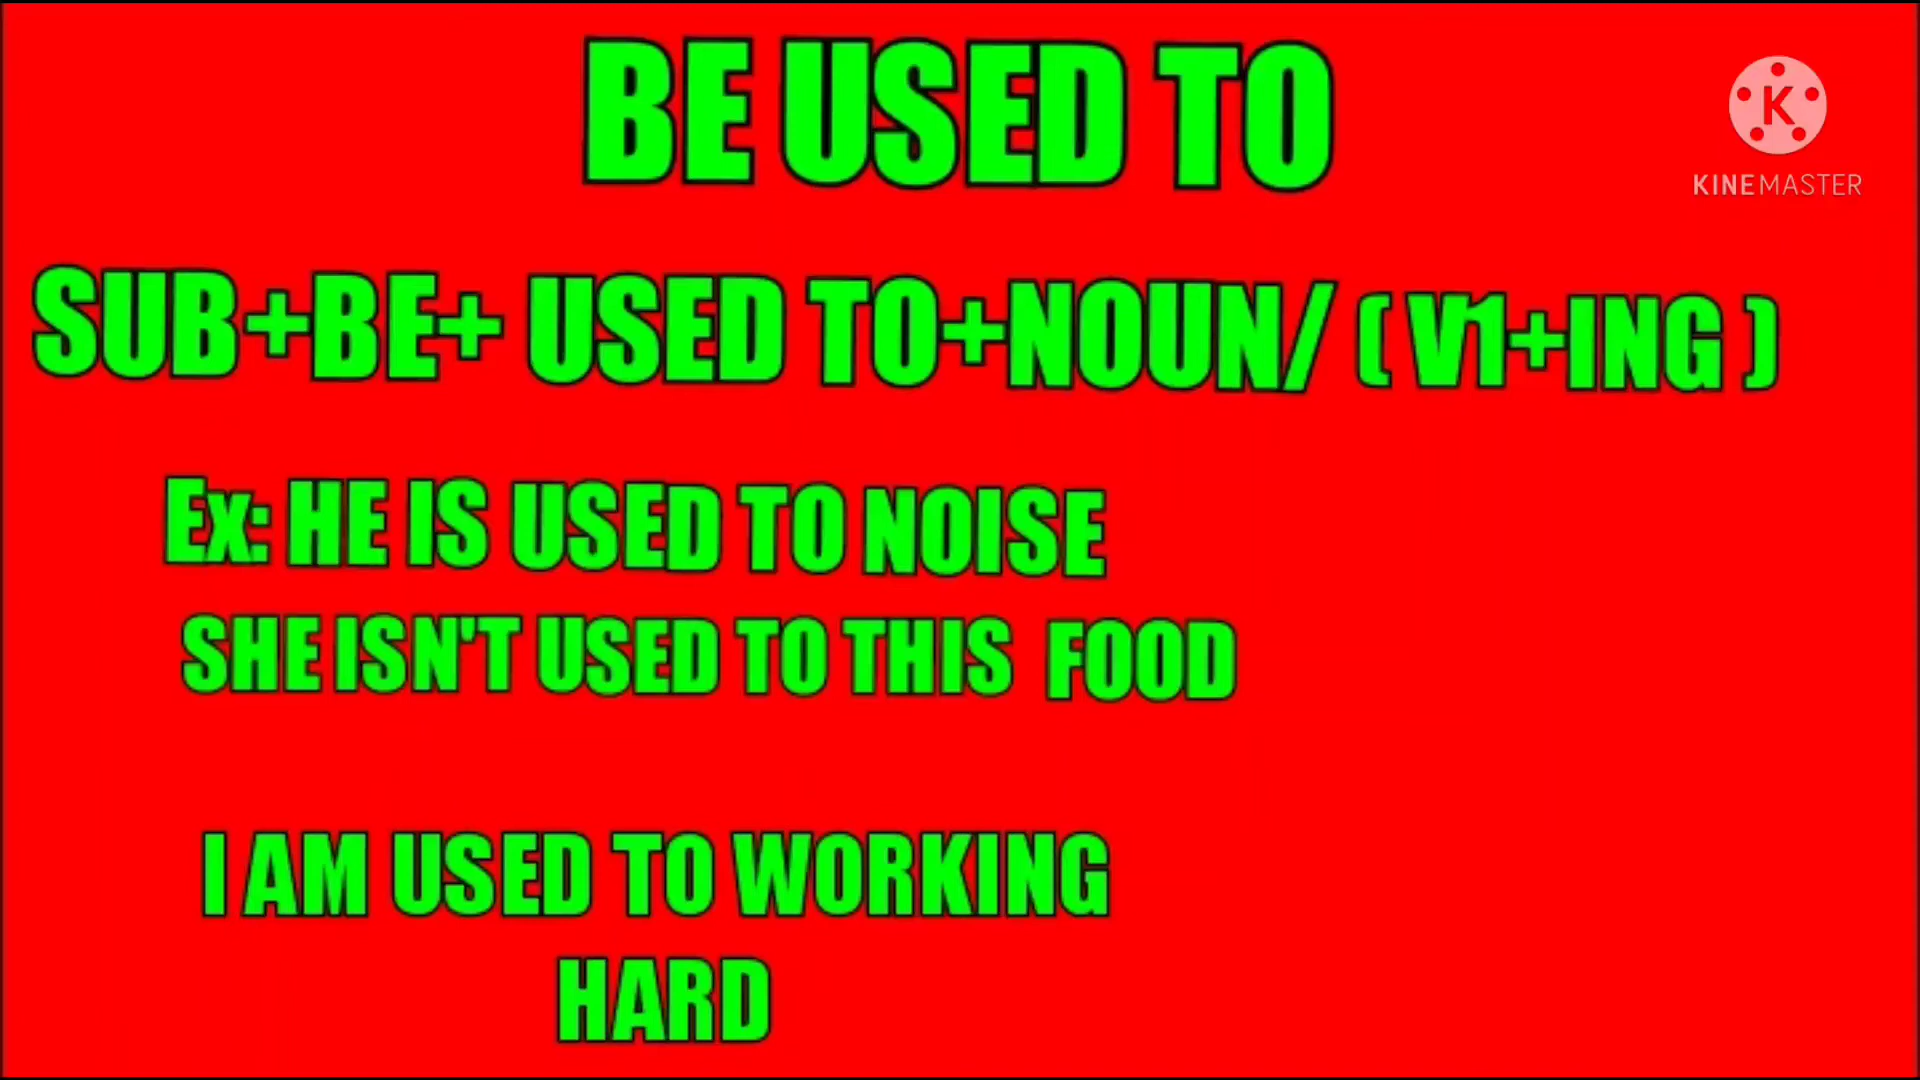 BE USED TO
KINEMASTER
SUB+BE+ USED TO+NOUN/ ( V1+ING )
Ex: HE IS USED TO NOISE
SHE ISN'T USED TO THIS FOOD
I AM USED TO WORKING
HARD